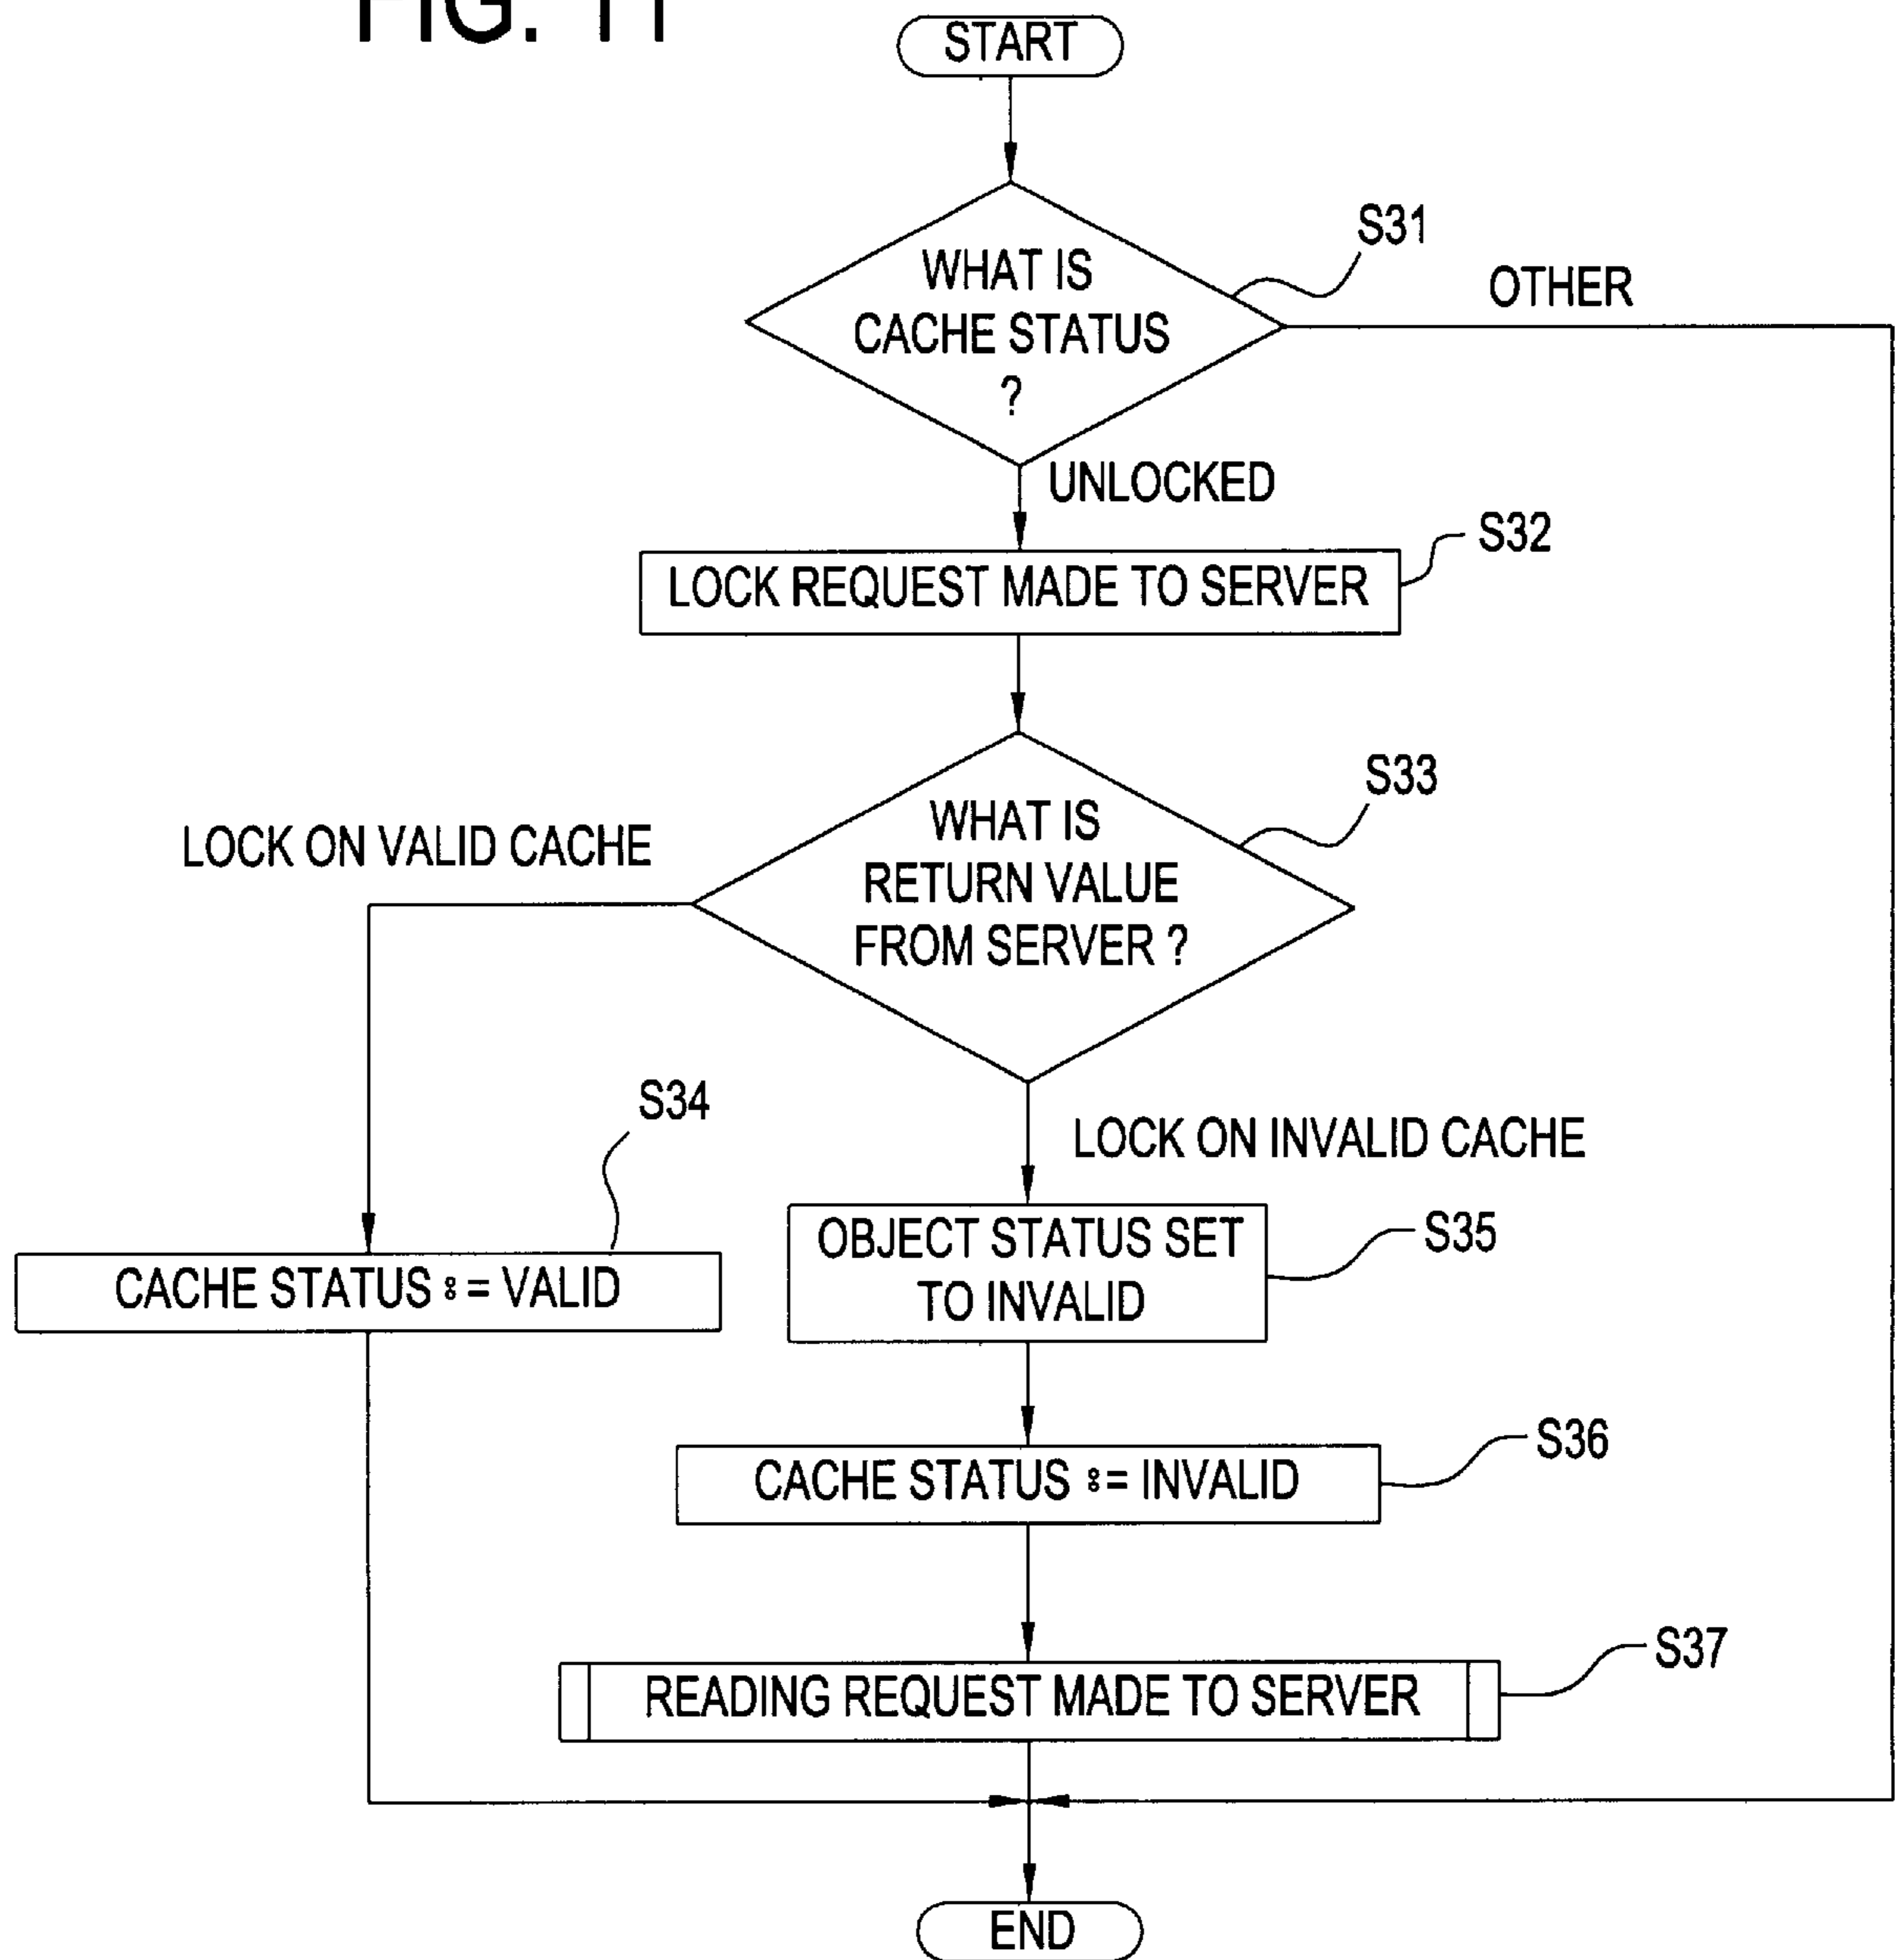 FIG. 11
START
WHAT IS
CACHE STATUS
?
S31
OTHER
UNLOCKED
LOCK REQUEST MADE TO SERVER
S32
WHAT IS
RETURN VALUE
FROM SERVER ?
S33
LOCK ON VALID CACHE
LOCK ON INVALID CACHE
S34
CACHE STATUS := VALID
OBJECT STATUS SET
TO INVALID
S35
CACHE STATUS := INVALID
S36
READING REQUEST MADE TO SERVER
S37
END